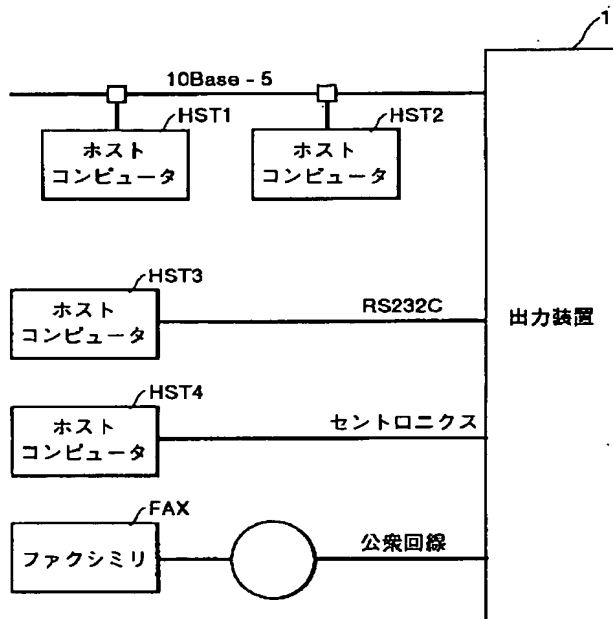 1
10Base - 5
HST1
HST2
ホスト
コンピュータ
ホスト
コンピュータ
HST3
ホスト
コンピュータ
RS232C
出力装置
HST4
ホスト
コンピュータ
セントロニクス
FAX
ファクシミリ
公衆回線